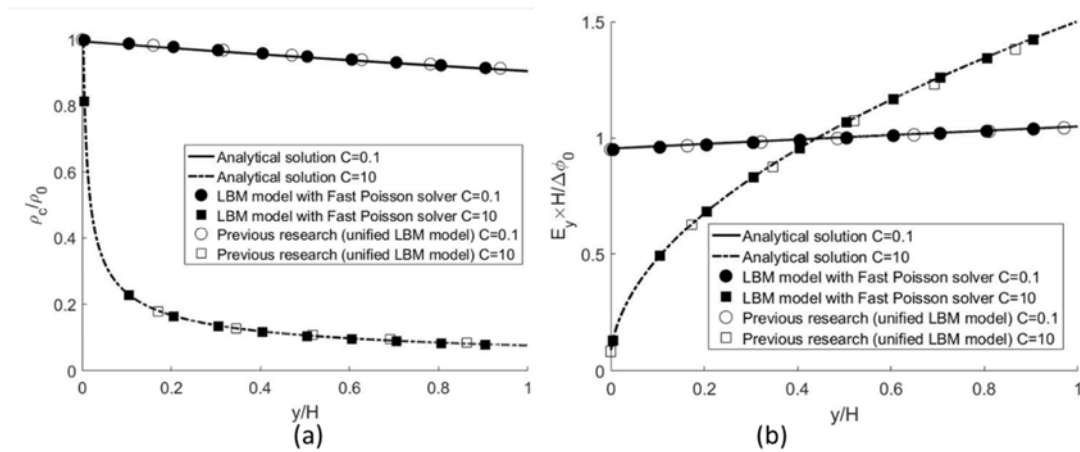 1
0.8
0.6
0.4
0.2
0
ρc/ρ0
Analytical solution C=0.1
Analytical solution C=10
LBM model with Fast Poisson solver C=0.1
LBM model with Fast Poisson solver C=10
Previous research (unified LBM model) C=0.1
Previous research (unified LBM model) C=10
0 0.2 0.4 0.6 0.8 1
y/H
(a)
1.5
1
0.5
0
Ey×H/Δϕ0
Analytical solution C=0.1
Analytical solution C=10
LBM model with Fast Poisson solver C=0.1
LBM model with Fast Poisson solver C=10
Previous research (unified LBM model) C=0.1
Previous research (unified LBM model) C=10
0 0.2 0.4 0.6 0.8 1
y/H
(b)